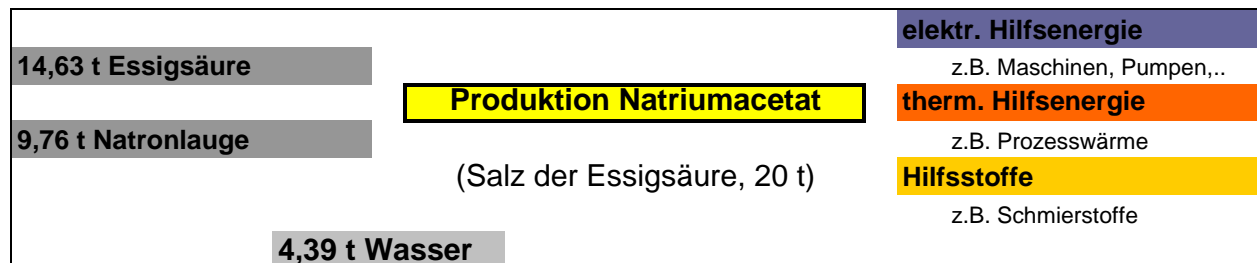 elektr. Hilfsenergie
14,63 t Essigsäure
z.B. Maschinen, Pumpen,..
Produktion Natriumacetat
therm. Hilfsenergie
9,76 t Natronlauge
z.B. Prozesswärme
(Salz der Essigsäure, 20 t)
Hilfsstoffe
z.B. Schmierstoffe
4,39 t Wasser